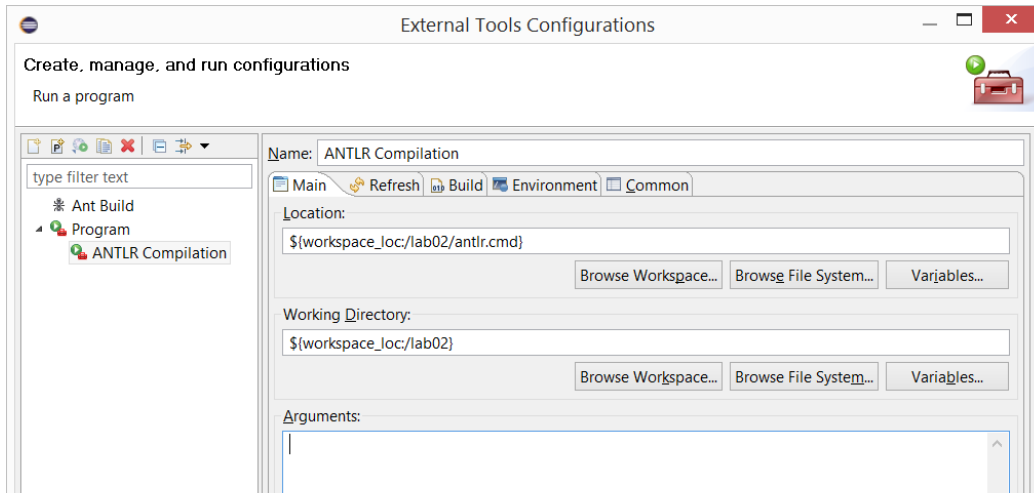 External Tools Configurations
Create, manage, and run configurations
Run a program
type filter text
Ant Build
Program
ANTLR Compilation
Name: ANTLR Compilation
Main Refresh Build Environment Common
Location:
${workspace_loc:/lab02/antlr.cmd}
Browse Workspace... Browse File System... Variables...
Working Directory:
${workspace_loc:/lab02}
Browse Workspace... Browse File System... Variables...
Arguments: